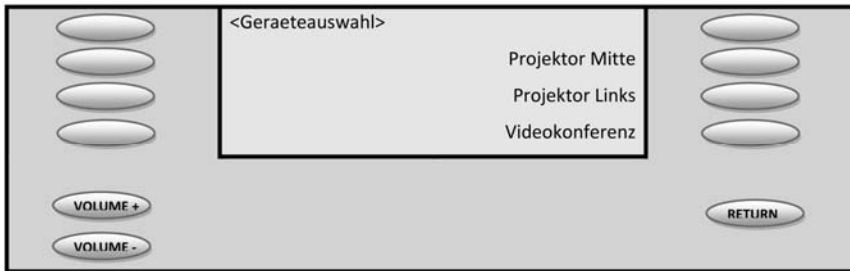 <Geraeteauswahl>
Projektor Mitte
Projektor Links
Videokonferenz
VOLUME +
RETURN
VOLUME -